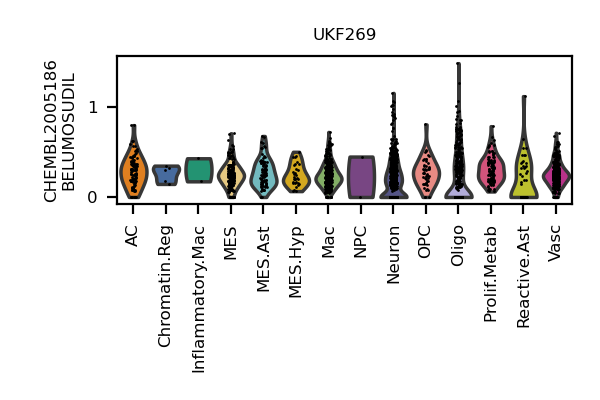 UKF269
CHEMBL2005186
BELUMOSUDIL
1
0
AC
Chromatin.Reg
Inflammatory.Mac
MES
MES.Ast
MES.Hyp
Mac
NPC
Neuron
OPC
Oligo
Prolif.Metab
Reactive.Ast
Vasc